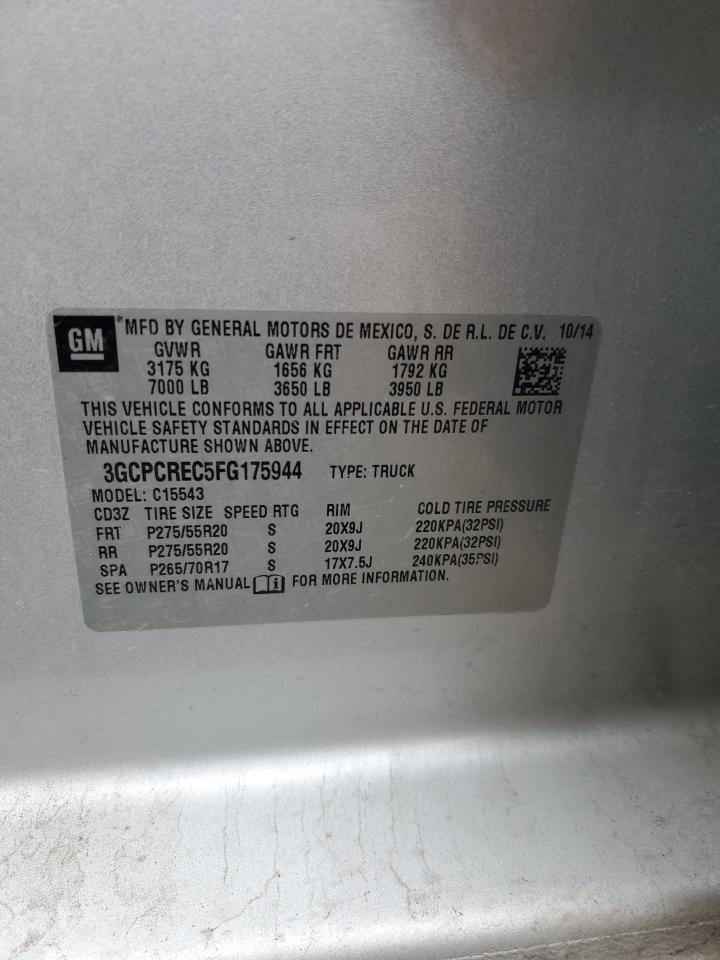 GM *MFD BY GENERAL MOTORS DE MEXICO, S. DE R.L. DE C.V. 10/14
GVWR GAWR FRT GAWR RR
3175 KG 1656 KG 1792 KG
7000 LB 3650 LB 3950 LB
THIS VEHICLE CONFORMS TO ALL APPLICABLE U.S. FEDERAL MOTOR
VEHICLE SAFETY STANDARDS IN EFFECT ON THE DATE OF
MANUFACTURE SHOWN ABOVE.
3GCPCREC5FG175944 TYPE: TRUCK
MODEL: C15543
CD3Z TIRE SIZE SPEED RTG RIM COLD TIRE PRESSURE
FRT P275/55R20 S 20X9J 220KPA(32PSI)
RR P275/55R20 S 20X9J 220KPA(32PSI)
SPA P265/70R17 S 17X7.5J 240KPA(35PSI)
SEE OWNER'S MANUAL FOR MORE INFORMATION.